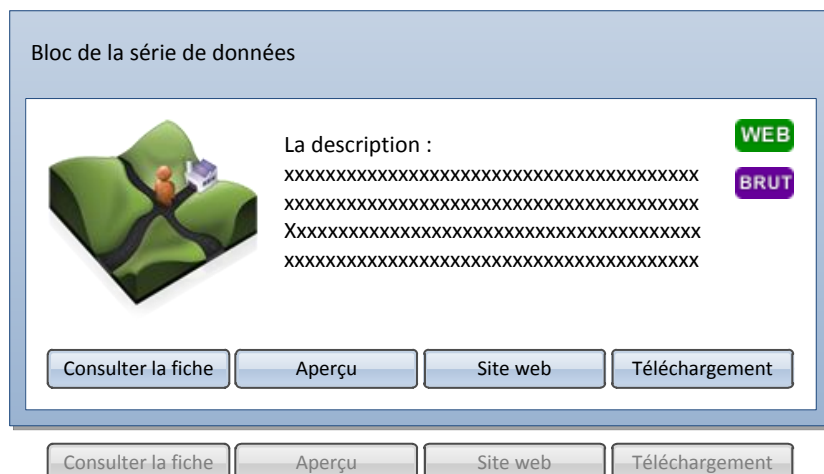 Bloc de la série de données
La description :
xxxxxxxxxxxxxxxxxxxxxxxxxxxxxxxxxxxxxxxx
xxxxxxxxxxxxxxxxxxxxxxxxxxxxxxxxxxxxxxxx
Xxxxxxxxxxxxxxxxxxxxxxxxxxxxxxxxxxxxxxxx
xxxxxxxxxxxxxxxxxxxxxxxxxxxxxxxxxxxxxxxx
WEB
BRUT
Consulter la fiche Aperçu Site web Téléchargement
Consulter la fiche Aperçu Site web Téléchargement